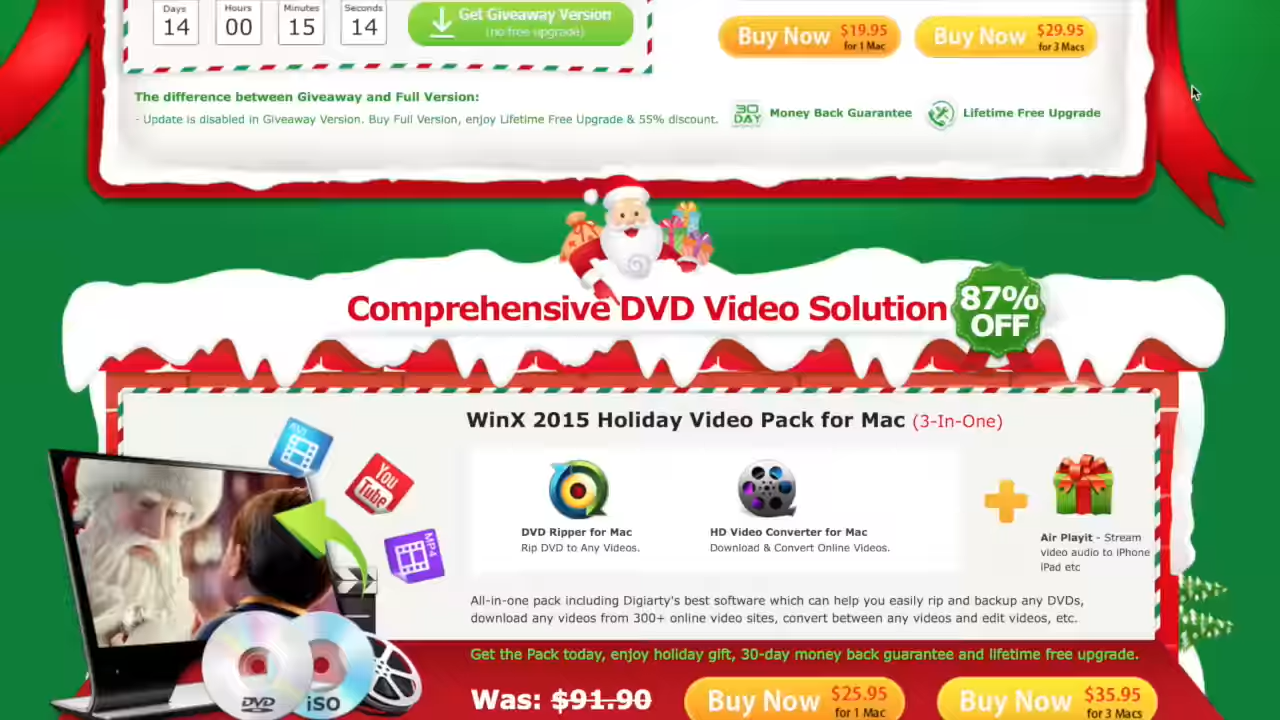 Days Hours Minutes Seconds
14 00 15 14
Get Giveaway Version
(no free upgrade)
Buy Now $19.95
for 1 Mac
Buy Now $29.95
for 3 Macs
The difference between Giveaway and Full Version:
- Update is disabled in Giveaway Version. Buy Full Version, enjoy Lifetime Free Upgrade & 55% discount.
30
DAY
Money Back Guarantee
Lifetime Free Upgrade
Comprehensive DVD Video Solution
87%
OFF
WinX 2015 Holiday Video Pack for Mac (3-In-One)
AVI
You
Tube
MP4
DVD Ripper for Mac
Rip DVD to Any Videos.
HD Video Converter for Mac
Download & Convert Online Videos.
Air Playit - Stream
video audio to iPhone
iPad etc
All-in-one pack including Digiarty's best software which can help you easily rip and backup any DVDs,
download any videos from 300+ online video sites, convert between any videos and edit videos, etc.
Get the Pack today, enjoy holiday gift, 30-day money back guarantee and lifetime free upgrade.
DVD
iSO
Was: $91.90
Buy Now $25.95
for 1 Mac
Buy Now $35.95
for 3 Macs